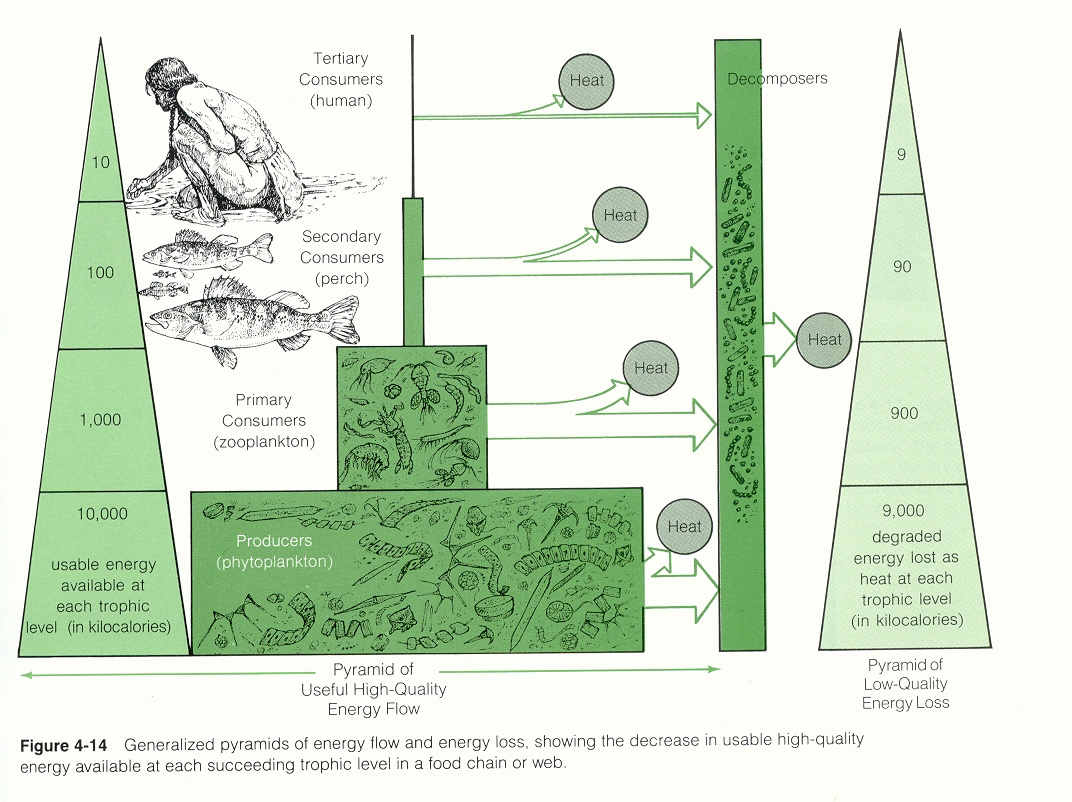 Tertiary
Consumers
(human)
Heat
Decomposers
10
9
Secondary
Consumers
(perch)
Heat
100
90
Heat
Primary
Consumers
(zooplankton)
Heat
1,000
900
10,000
usable energy
available at
each trophic
level (in kilocalories)
Producers
(phytoplankton)
Heat
9,000
degraded
energy lost as
heat at each
trophic level
(in kilocalories)
Pyramid of
Useful High-Quality
Energy Flow
Pyramid of
Low-Quality
Energy Loss
Figure 4-14 Generalized pyramids of energy flow and energy loss, showing the decrease in usable high-quality
energy available at each succeeding trophic level in a food chain or web.